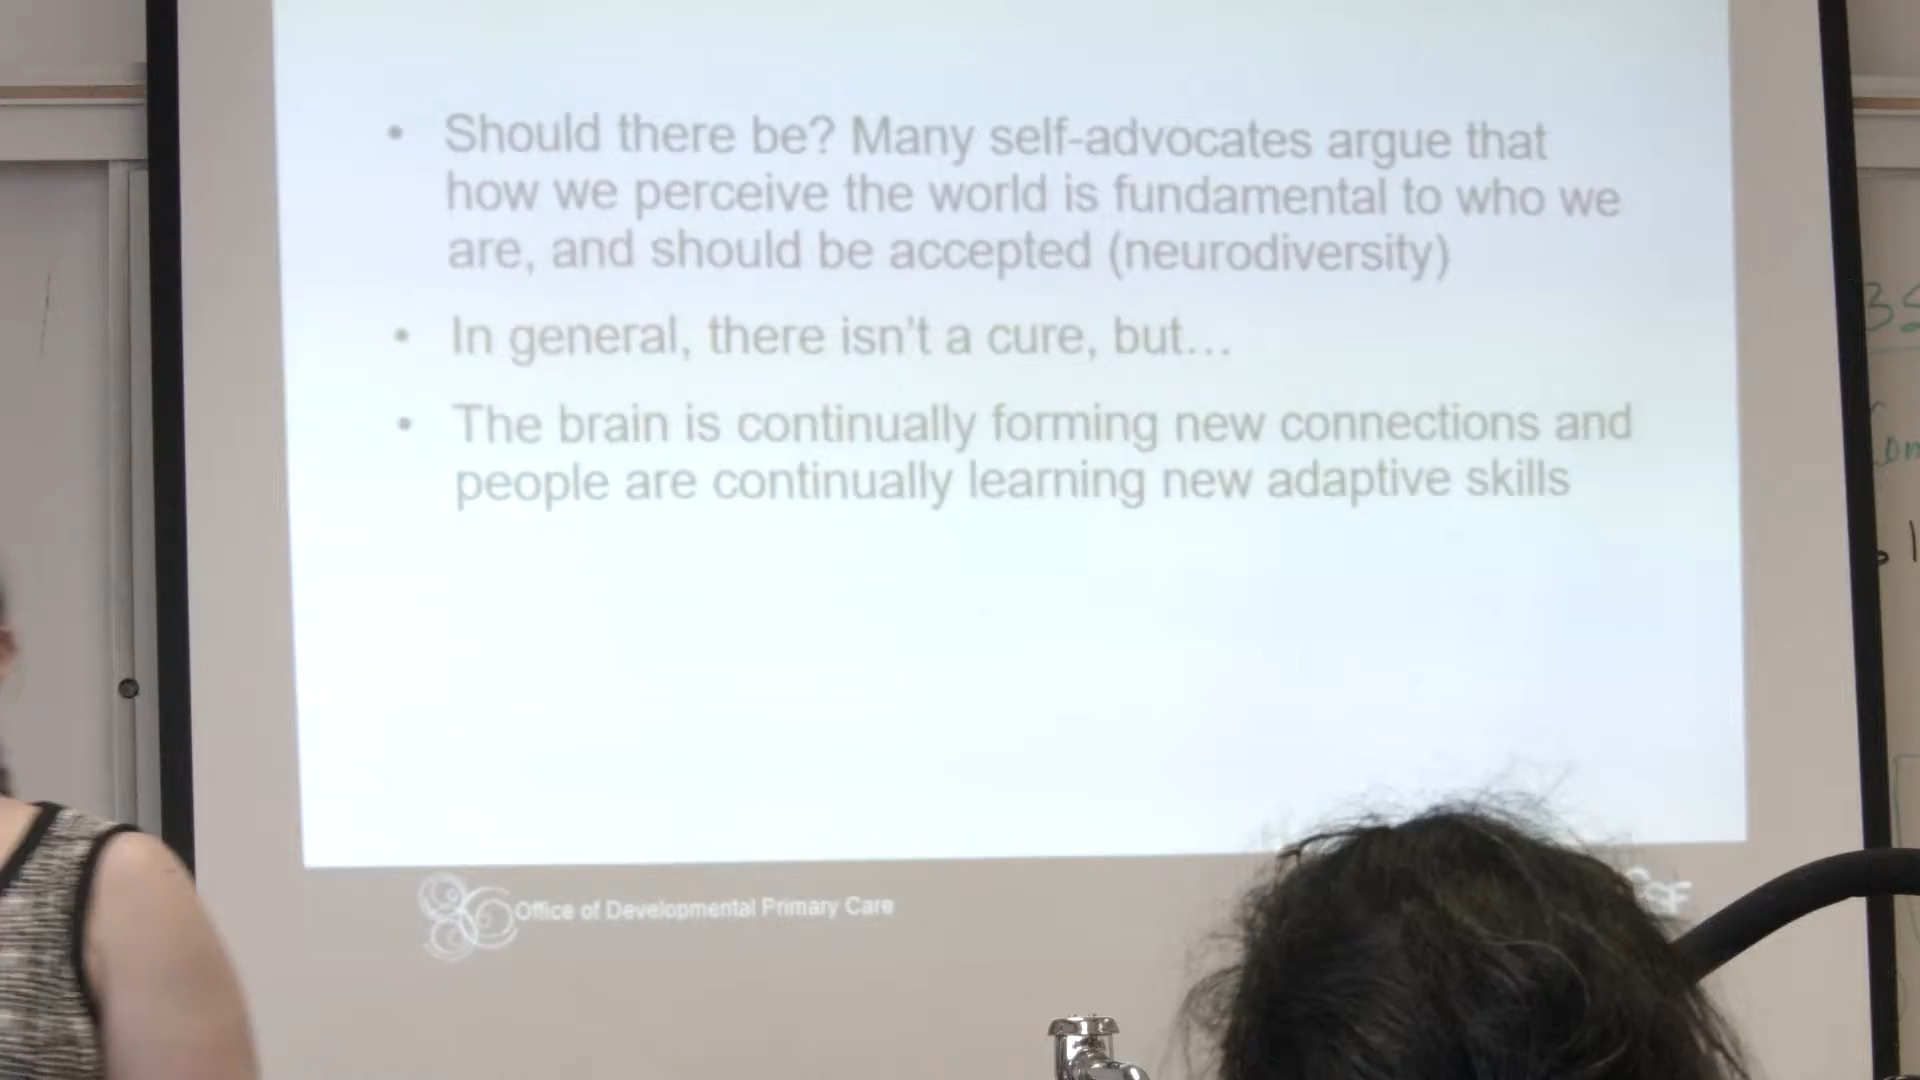 • Should there be? Many self-advocates argue that
how we perceive the world is fundamental to who we
are, and should be accepted (neurodiversity)
• In general, there isn't a cure, but...
• The brain is continually forming new connections and
people are continually learning new adaptive skills
Office of Developmental Primary Care